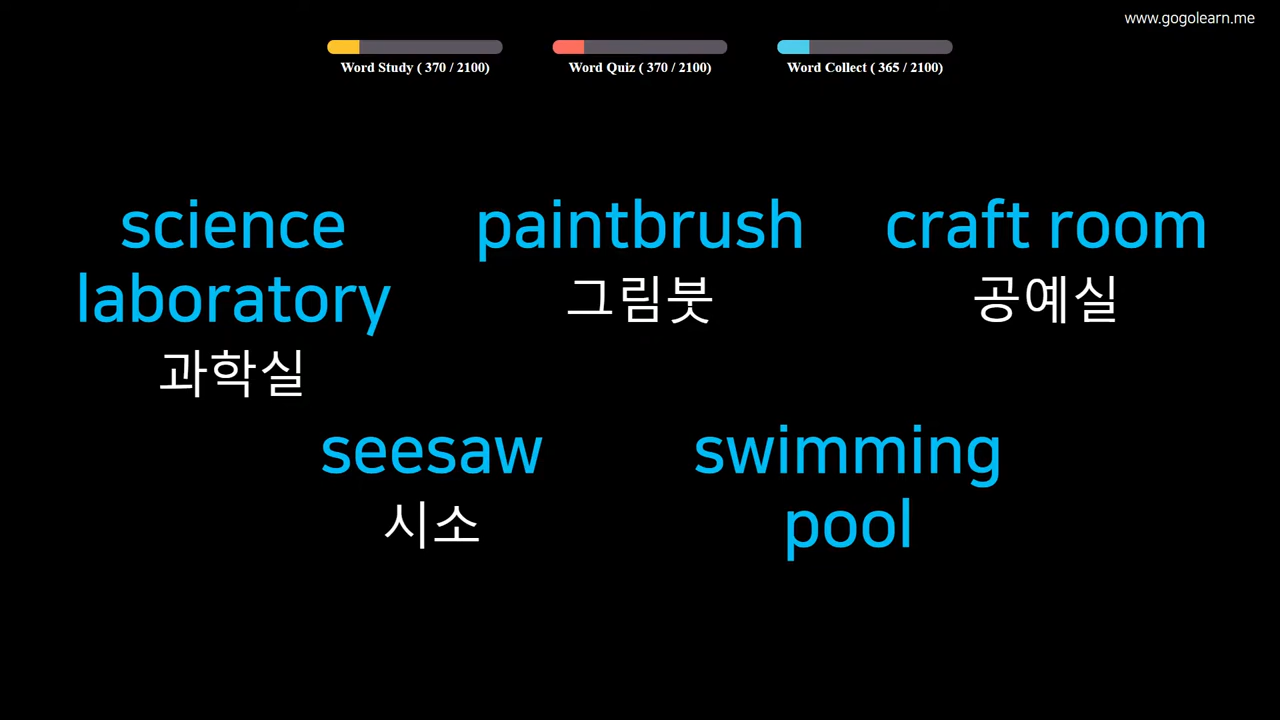 www.gogolearn.me
Word Study ( 370 / 2100)
Word Quiz ( 370 / 2100)
Word Collect ( 365 / 2100)
science
laboratory
과학실
paintbrush
그림붓
craft room
공예실
seesaw
시소
swimming
pool